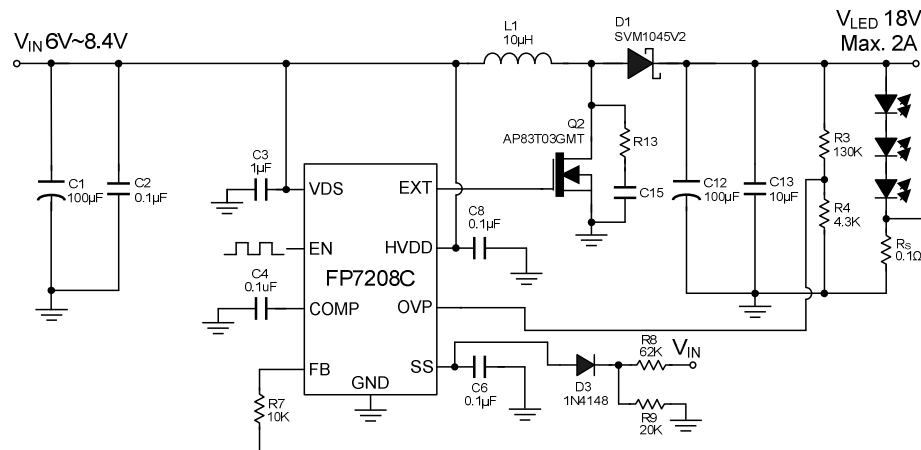 V_IN 6V~8.4V
L1
10µH
D1
SVM1045V2
V_LED 18V
Max. 2A
Q2
AP83T03GMT
R13
C15
R3
130K
C3
1µF
C1
100µF
C2
0.1µF
VDS
EXT
C12
100µF
C13
10µF
R4
4.3K
C8
0.1µF
EN
HVDD
FP7208C
Rs
0.1Ω
C4
0.1uF
COMP
OVP
FB
SS
GND
C6
0.1µF
D3
1N4148
R8
62K
V_IN
R9
20K
R7
10K